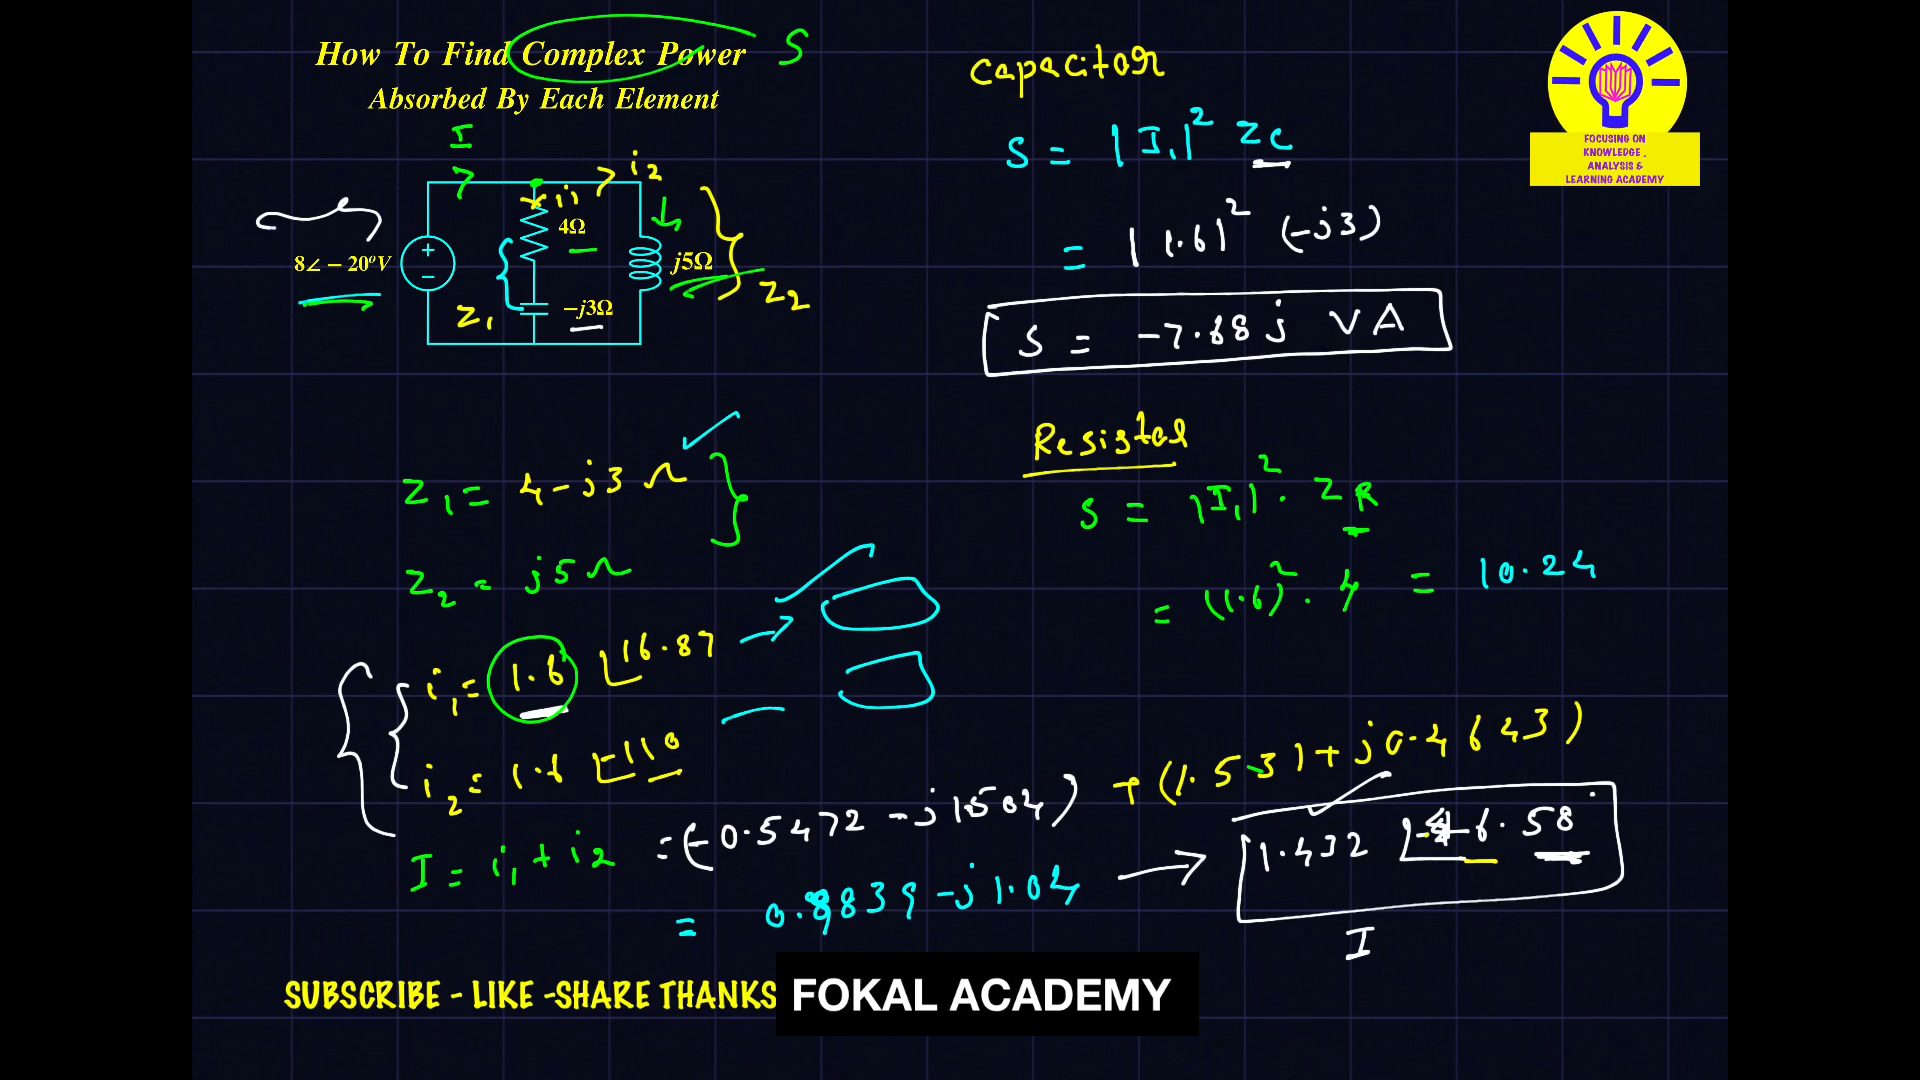 How To Find Complex Power S
Absorbed By Each Element
I
i2
i1
4Ω
8∠−20ºV
+
−
j5Ω
−j3Ω
Z1
Z2
Z1 = 4 - j3 Ω
Z2 = j5 Ω
i1 = 1.6 ∠16.87
i2 = 1.6 ∠-110
I = i1 + i2 = (-0.5472 - j1.504) + (1.531 + j0.4643)
= 0.9839 - j1.04 → 1.432 ∠-46.58°
I
Capacitor
S = |I1|² Zc
= |1.6|² (-j3)
S = -7.68j VA
Resistor
S = |I1|² . ZR
= (1.6)² . 4 = 10.24
FOCUSING ON
KNOWLEDGE ,
ANALYSIS &
LEARNING ACADEMY
SUBSCRIBE - LIKE -SHARE THANKS
FOKAL ACADEMY